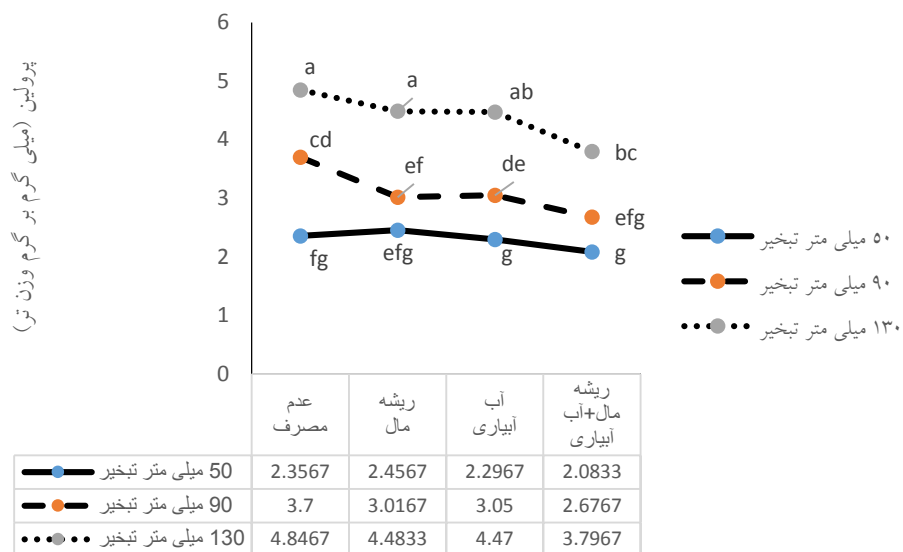 پرولین (میلی گرم بر گرم وزن تر)
6
5
4
3
2
1
0
a
a
ab
bc
cd
ef
de
efg
fg
efg
g
g
۵۰ میلی متر تبخیر
۹۰ میلی متر تبخیر
۱۳۰ میلی متر تبخیر
عدم
مصرف
ریشه
مال
آب
آبیاری
ریشه
مال+آب
آبیاری
50 میلی متر تبخیر 2.3567 2.4567 2.2967 2.0833
90 میلی متر تبخیر 3.7 3.0167 3.05 2.6767
130 میلی متر تبخیر 4.8467 4.4833 4.47 3.7967